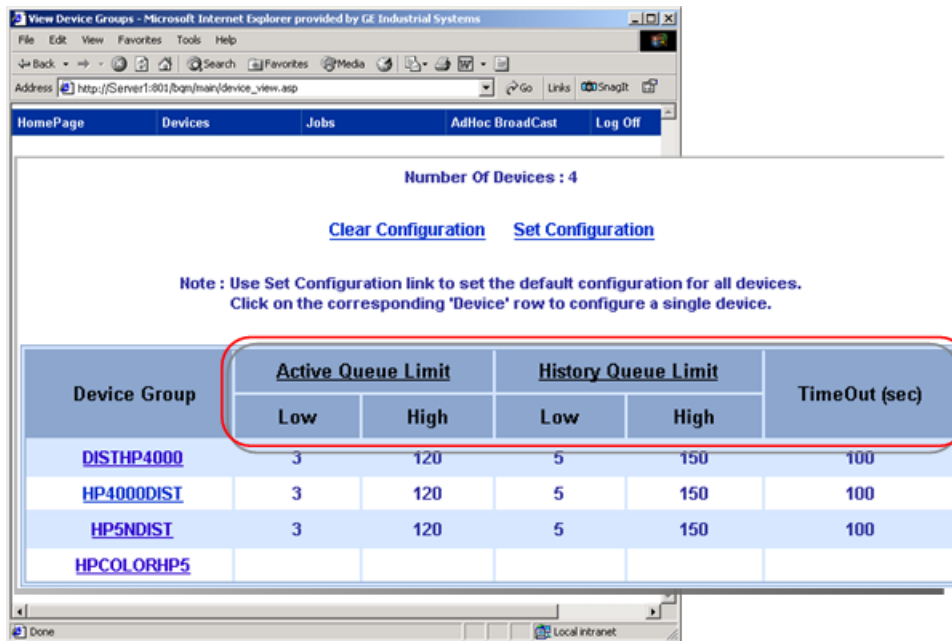 View Device Groups - Microsoft Internet Explorer provided by GE Industrial Systems
File Edit View Favorites Tools Help
Back Search Favorites Media
Address http://Server1:801/bqm/main/device_view.asp Go Links SnagIt
HomePage Devices Jobs AdHoc BroadCast Log Off
Number Of Devices : 4
Clear Configuration Set Configuration
Note : Use Set Configuration link to set the default configuration for all devices.
Click on the corresponding 'Device' row to configure a single device.
Device Group Active Queue Limit History Queue Limit TimeOut (sec)
Low High Low High
DISTHP4000 3 120 5 150 100
HP4000DIST 3 120 5 150 100
HP5NDIST 3 120 5 150 100
HPCOLORHP5
Done Local intranet